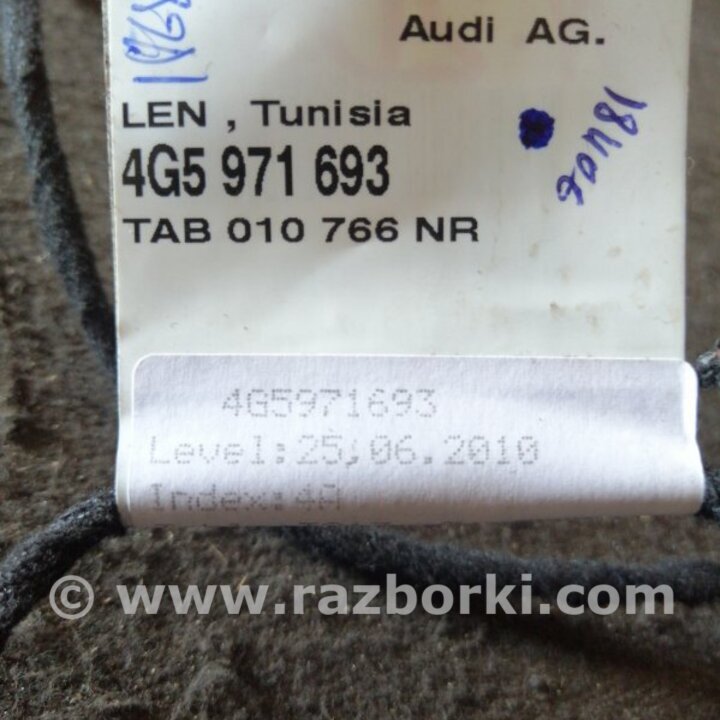 Audi AG.
LEN , Tunisia
4G5 971 693
TAB 010 766 NR
4G5971693
Level:25,06.2010
Index:4A
© www.razborki.com